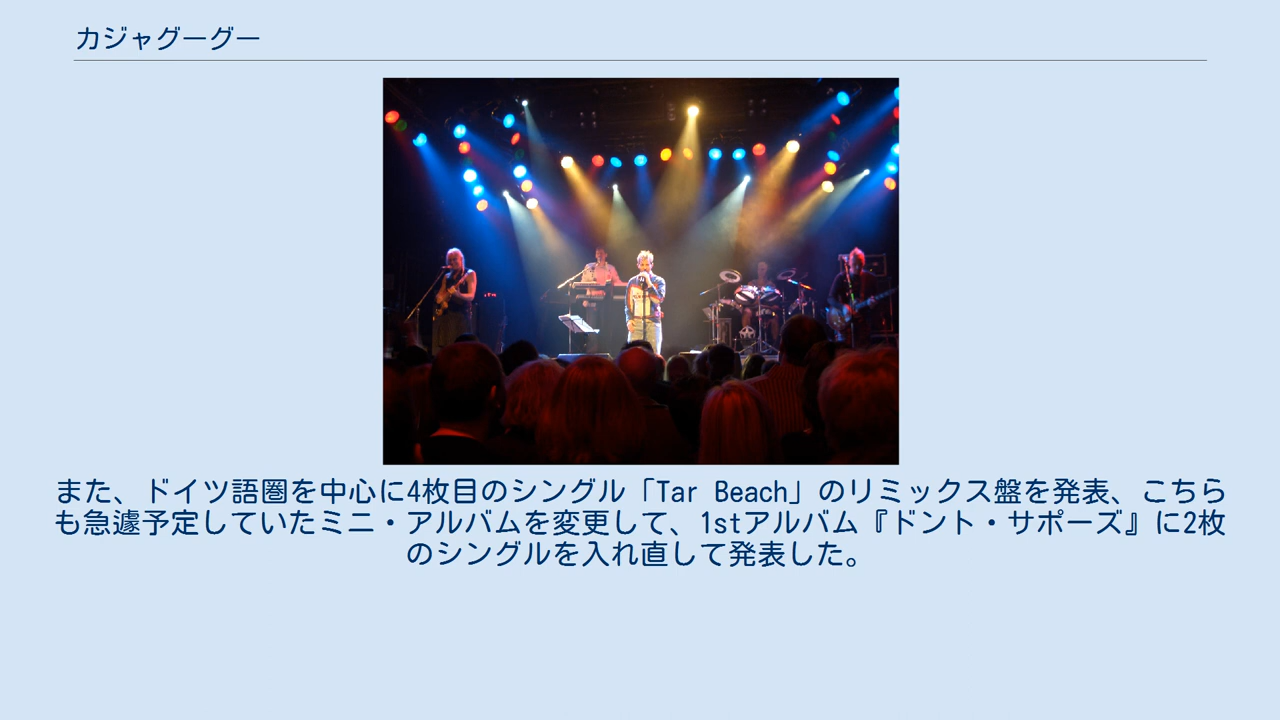 カジャグーグー
また、ドイツ語圏を中心に4枚目のシングル「Tar Beach」のリミックス盤を発表、こちら
も急遽予定していたミニ・アルバムを変更して、1stアルバム『ドント・サポーズ』に2枚
のシングルを入れ直して発表した。